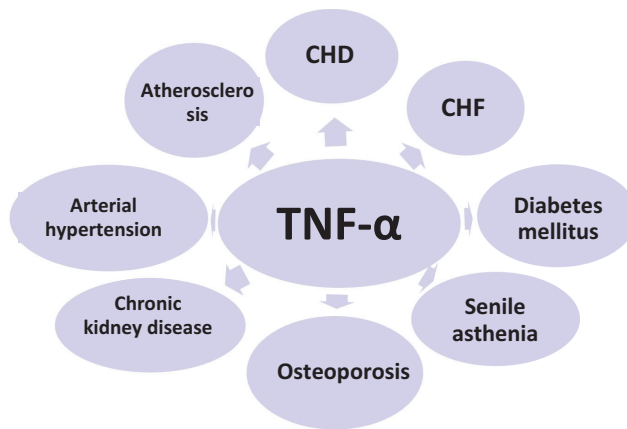 CHD
CHF
Atherosclero
sis
Arterial
hypertension
TNF-α
Diabetes
mellitus
Chronic
kidney disease
Senile
asthenia
Osteoporosis